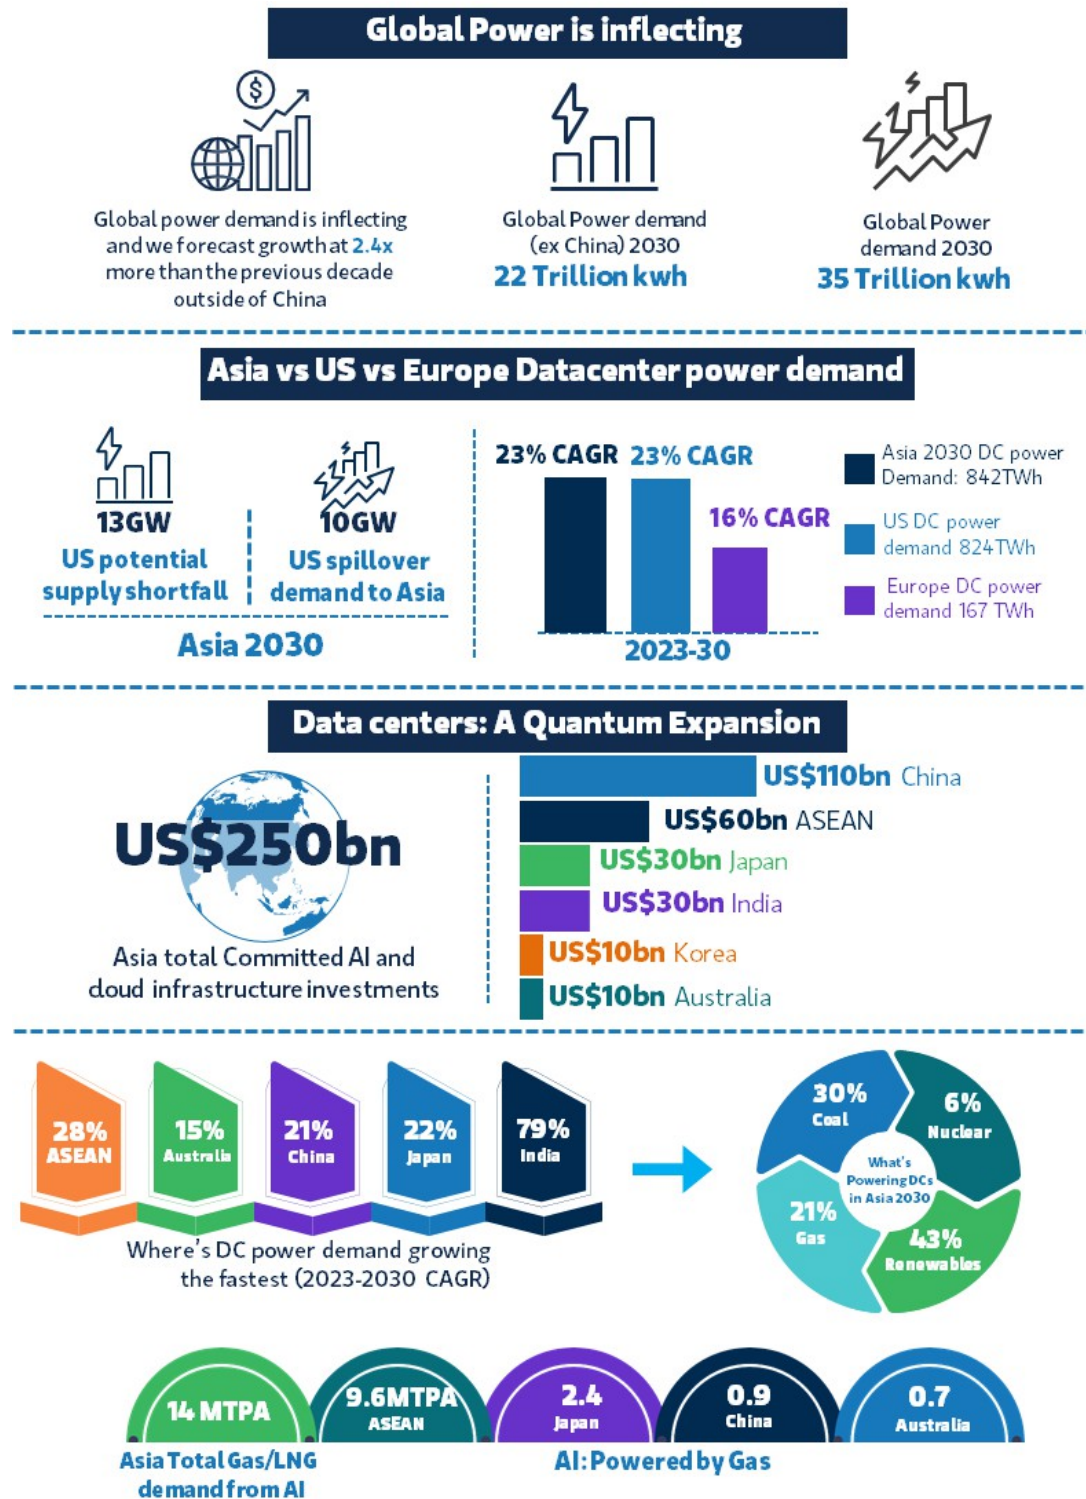 Global Power is inflecting
$
Global power demand is inflecting
and we forecast growth at 2.4x
more than the previous decade
outside of China
Global Power demand
(ex China) 2030
22 Trillion kwh
Global Power
demand 2030
35 Trillion kwh
Asia vs US vs Europe Datacenter power demand
13GW
US potential
supply shortfall
10GW
US spillover
demand to Asia
Asia 2030
23% CAGR
23% CAGR
16% CAGR
2023-30
Asia 2030 DC power
Demand: 842TWh
US DC power
demand 824TWh
Europe DC power
demand 167 TWh
Data centers: A Quantum Expansion
US$250bn
Asia total Committed AI and
cloud infrastructure investments
US$110bn China
US$60bn ASEAN
US$30bn Japan
US$30bn India
US$10bn Korea
US$10bn Australia
28%
ASEAN
15%
Australia
21%
China
22%
Japan
79%
India
Where's DC power demand growing
the fastest (2023-2030 CAGR)
30%
Coal
6%
Nuclear
What's
Powering DCs
in Asia 2030
21%
Gas
43%
Renewables
14 MTPA
9.6MTPA
ASEAN
2.4
Japan
0.9
China
0.7
Australia
Asia Total Gas/LNG
demand from AI
AI: Powered by Gas